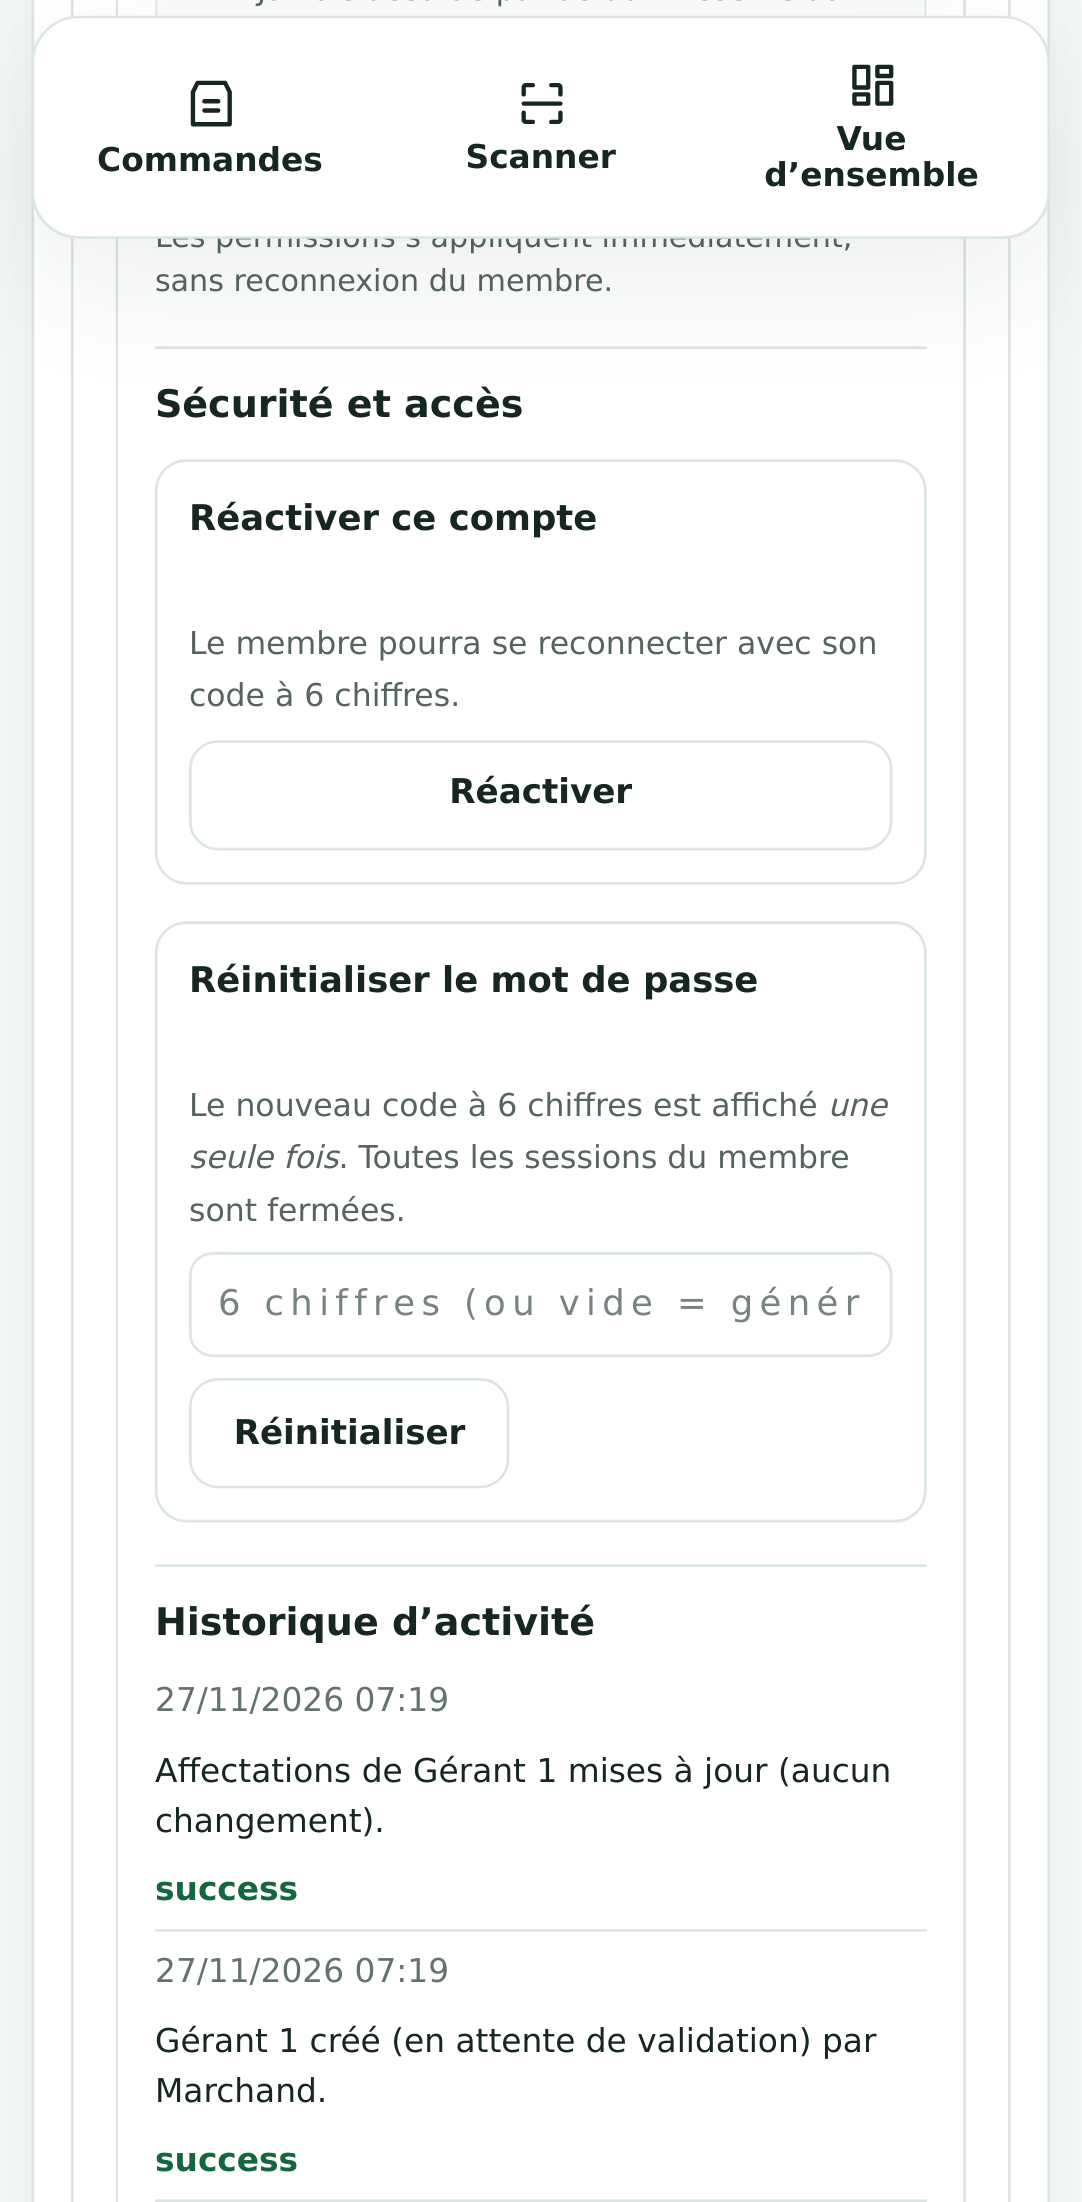 Commandes
Scanner
Vue
d’ensemble
Les permissions s'appliquent immédiatement,
sans reconnexion du membre.
Sécurité et accès
Réactiver ce compte
Le membre pourra se reconnecter avec son
code à 6 chiffres.
Réactiver
Réinitialiser le mot de passe
Le nouveau code à 6 chiffres est affiché une
seule fois. Toutes les sessions du membre
sont fermées.
6 chiffres (ou vide = génér
Réinitialiser
Historique d’activité
27/11/2026 07:19
Affectations de Gérant 1 mises à jour (aucun
changement).
success
27/11/2026 07:19
Gérant 1 créé (en attente de validation) par
Marchand.
success